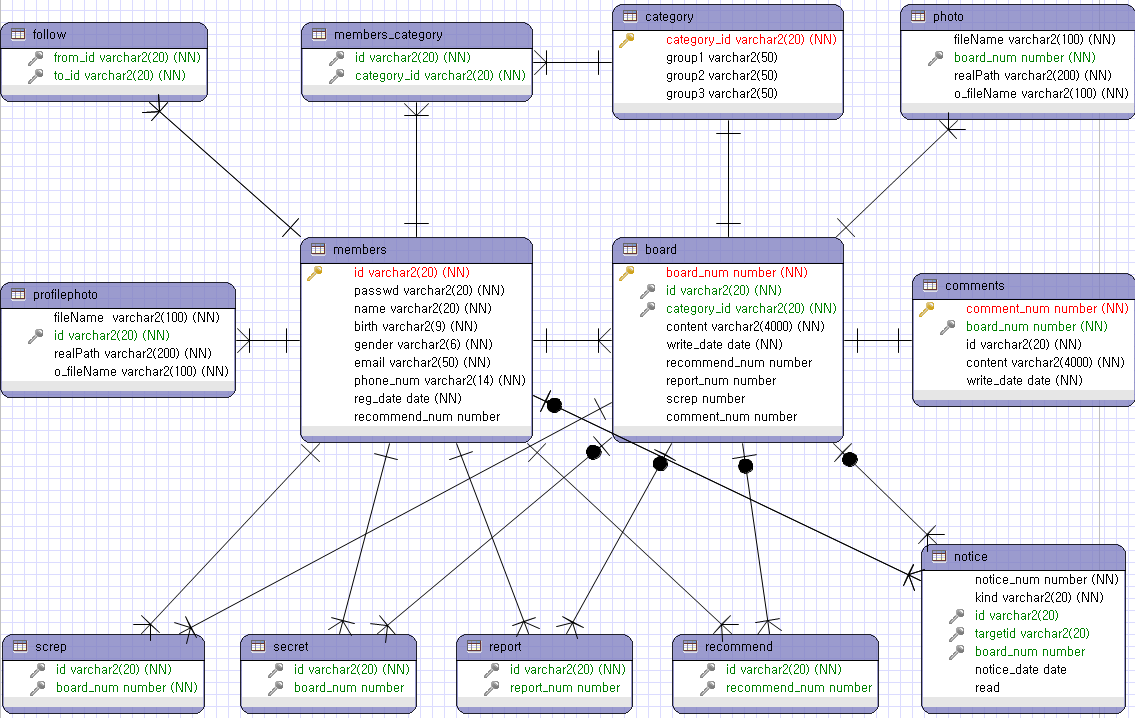 follow
from_id varchar2(20) (NN)
to_id varchar2(20) (NN)
members_category
id varchar2(20) (NN)
category_id varchar2(20) (NN)
category
category_id varchar2(20) (NN)
group1 varchar2(50)
group2 varchar2(50)
group3 varchar2(50)
photo
fileName varchar2(100) (NN)
board_num number (NN)
realPath varchar2(200) (NN)
o_fileName varchar2(100) (NN)
profilephoto
fileName  varchar2(100) (NN)
id varchar2(20) (NN)
realPath varchar2(200) (NN)
o_fileName varchar2(100) (NN)
members
id varchar2(20) (NN)
passwd varchar2(20) (NN)
name varchar2(20) (NN)
birth varchar2(9) (NN)
gender varchar2(6) (NN)
email varchar2(50) (NN)
phone_num varchar2(14) (NN)
reg_date date (NN)
recommend_num number
board
board_num number (NN)
id varchar2(20) (NN)
category_id varchar2(20) (NN)
content varchar2(4000) (NN)
write_date date (NN)
recommend_num number
report_num number
screp number
comment_num number
comments
comment_num number (NN)
board_num number (NN)
id varchar2(20) (NN)
content varchar2(4000) (NN)
write_date date (NN)
screp
id varchar2(20) (NN)
board_num number (NN)
secret
id varchar2(20) (NN)
board_num number
report
id varchar2(20) (NN)
report_num number
recommend
id varchar2(20) (NN)
recommend_num number
notice
notice_num number (NN)
kind varchar2(20) (NN)
id varchar2(20)
targetid varchar2(20)
board_num number
notice_date date
read